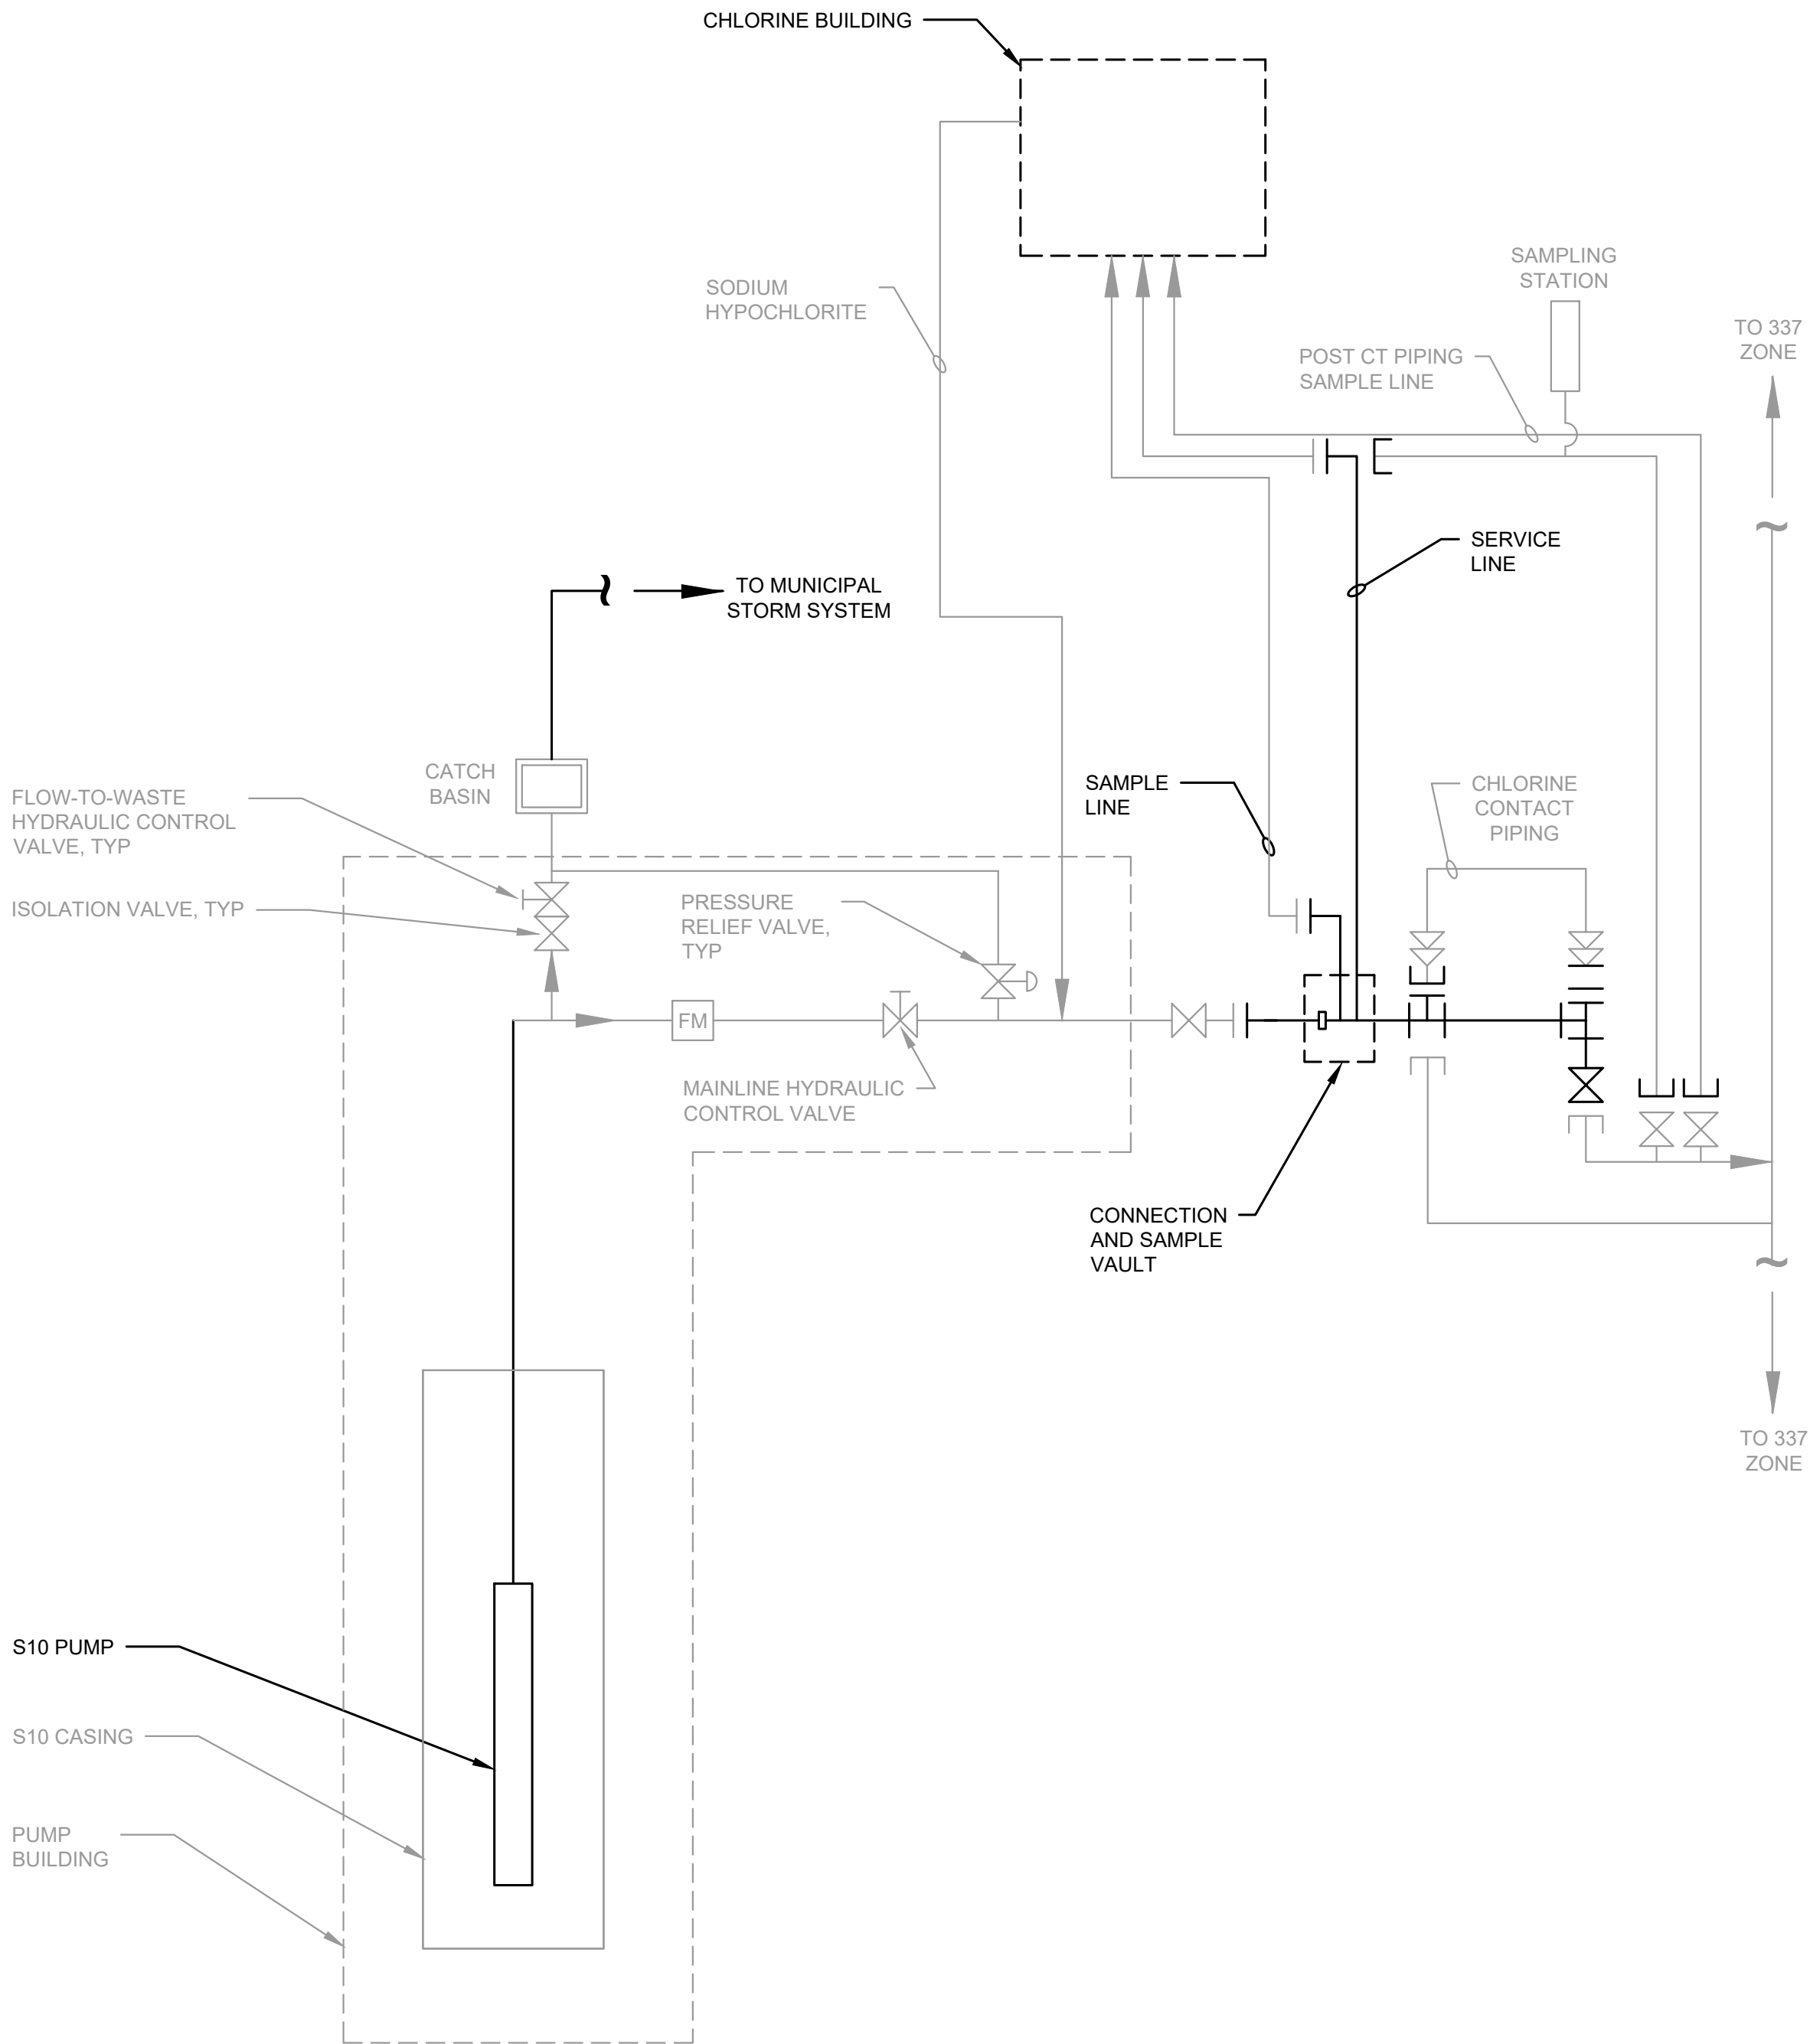 CHLORINE BUILDING
SAMPLING
STATION
SODIUM
HYPOCHLORITE
TO 337
ZONE
POST CT PIPING
SAMPLE LINE
SERVICE
LINE
TO MUNICIPAL
STORM SYSTEM
CATCH
BASIN
SAMPLE
LINE
CHLORINE
CONTACT
PIPING
FLOW-TO-WASTE
HYDRAULIC CONTROL
VALVE, TYP
ISOLATION VALVE, TYP
PRESSURE
RELIEF VALVE,
TYP
FM
MAINLINE HYDRAULIC
CONTROL VALVE
CONNECTION
AND SAMPLE
VAULT
TO 337
ZONE
S10 PUMP
S10 CASING
PUMP
BUILDING